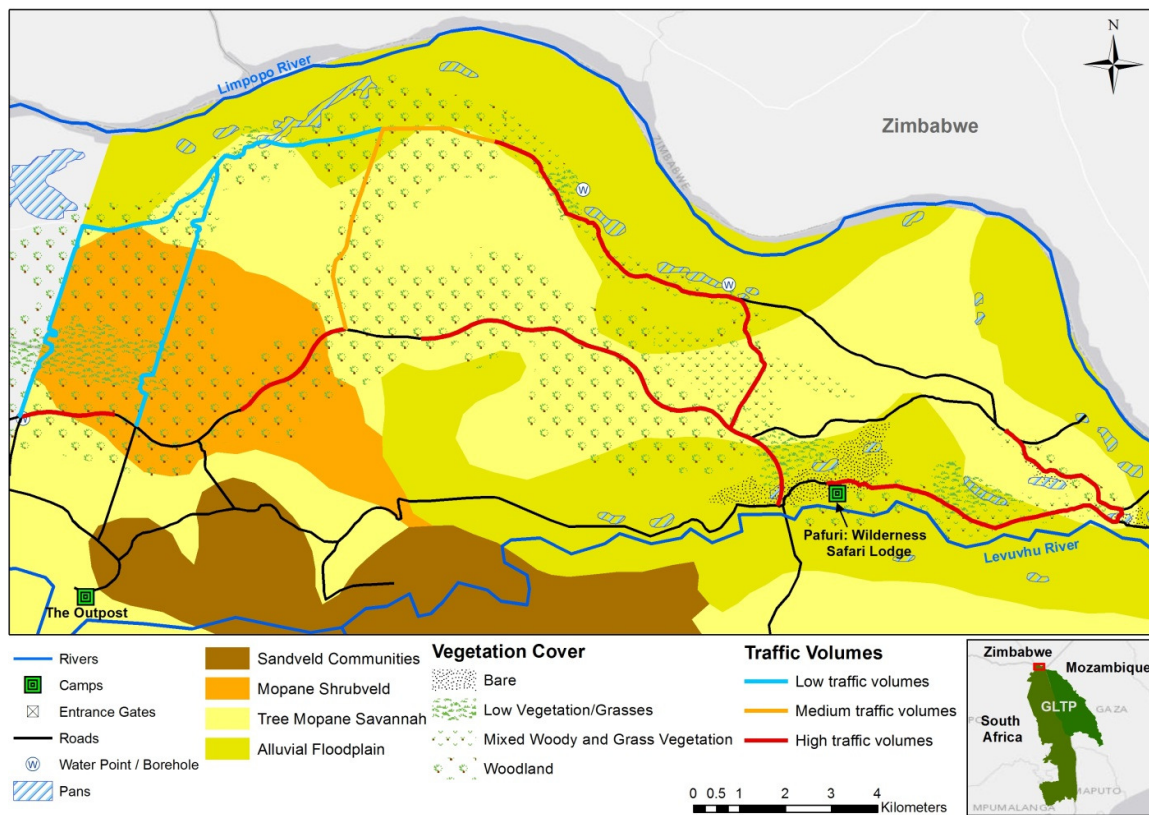 N
Limpopo River
Zimbabwe
ZIMBABWE
W
W
W
Pafuri: Wilderness
Safari Lodge
Levuvhu River
The Outpost
Rivers
Camps
Entrance Gates
Roads
W
Water Point / Borehole
Pans
Sandveld Communities
Mopane Shrubveld
Tree Mopane Savannah
Alluvial Floodplain
Vegetation Cover
Bare
Low Vegetation/Grasses
Mixed Woody and Grass Vegetation
Woodland
Traffic Volumes
Low traffic volumes
Medium traffic volumes
High traffic volumes
0 0.5 1 2 3 4
Kilometers
Zimbabwe
Mozambique
GLTP
GAZA
South
Africa
MAPUTO
MPUMALANGA